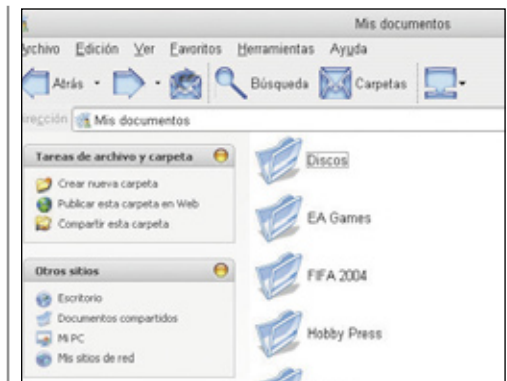 Mis documentos
Archivo Edición Ver Favoritos Herramientas Ayuda
Atrás Búsqueda Carpetas
Dirección Mis documentos
Tareas de archivo y carpeta
Crear nueva carpeta
Publicar esta carpeta en Web
Compartir esta carpeta
Otros sitios
Escritorio
Documentos compartidos
Mi PC
Mis sitios de red
Discos
EA Games
FIFA 2004
Hobby Press